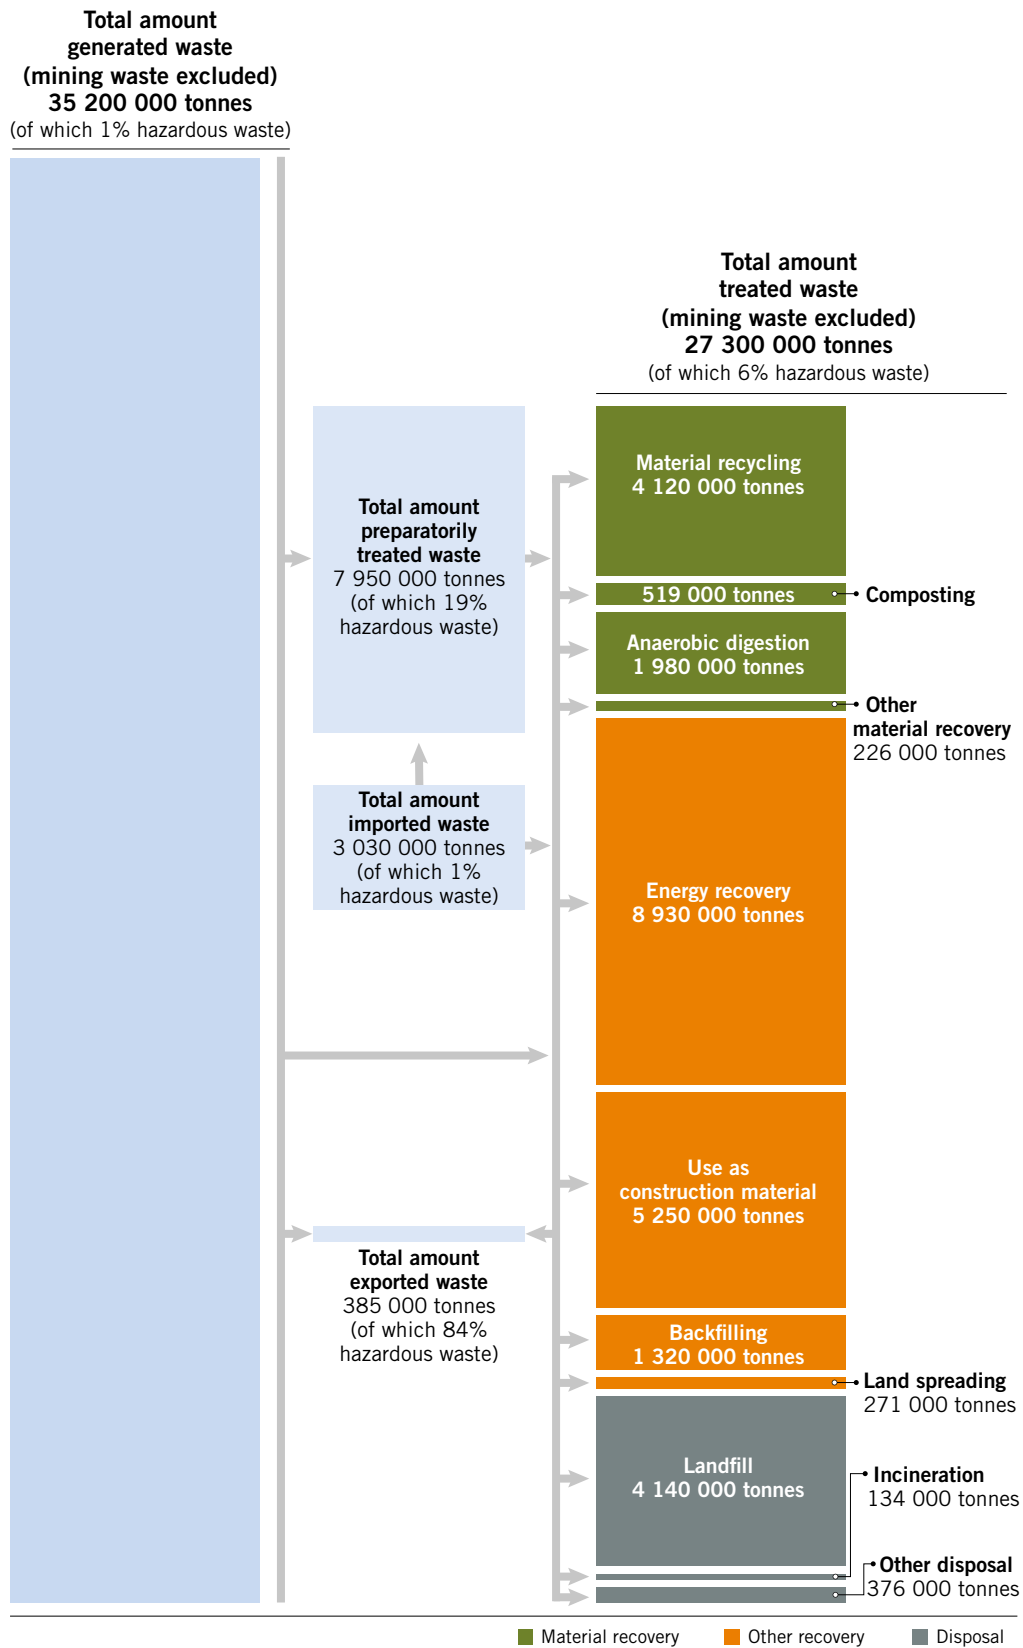 Total amount
generated waste
(mining waste excluded)
35 200 000 tonnes
(of which 1% hazardous waste)
Total amount
treated waste
(mining waste excluded)
27 300 000 tonnes
(of which 6% hazardous waste)
Total amount
preparatorily
treated waste
7 950 000 tonnes
(of which 19%
hazardous waste)
Total amount
imported waste
3 030 000 tonnes
(of which 1%
hazardous waste)
Total amount
exported waste
385 000 tonnes
(of which 84%
hazardous waste)
Material recycling
4 120 000 tonnes
519 000 tonnes
Composting
Anaerobic digestion
1 980 000 tonnes
Other
material recovery
226 000 tonnes
Energy recovery
8 930 000 tonnes
Use as
construction material
5 250 000 tonnes
Backfilling
1 320 000 tonnes
Land spreading
271 000 tonnes
Landfill
4 140 000 tonnes
Incineration
134 000 tonnes
Other disposal
376 000 tonnes
Material recovery
Other recovery
Disposal